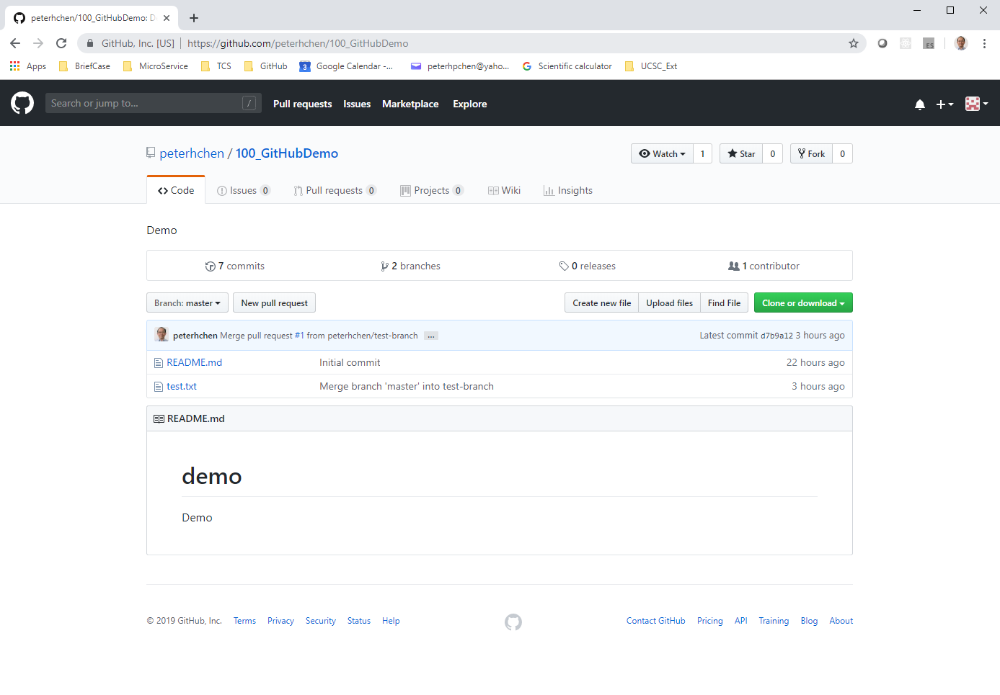 peterhchen/100_GitHubDemo: D
GitHub, Inc. [US] | https://github.com/peterhchen/100_GitHubDemo
ES
Apps BriefCase MicroService TCS GitHub 3 Google Calendar -... peterhpchen@yaho... G Scientific calculator UCSC_Ext
Search or jump to... / Pull requests Issues Marketplace Explore
peterhchen / 100_GitHubDemo
Watch 1 Star 0 Fork 0
Code Issues 0 Pull requests 0 Projects 0 Wiki Insights
Demo
7 commits 2 branches 0 releases 1 contributor
Branch: master New pull request Create new file Upload files Find File Clone or download
peterhchen Merge pull request #1 from peterhchen/test-branch ... Latest commit d7b9a12 3 hours ago
README.md Initial commit 22 hours ago
test.txt Merge branch 'master' into test-branch 3 hours ago
README.md
demo
Demo
© 2019 GitHub, Inc. Terms Privacy Security Status Help Contact GitHub Pricing API Training Blog About